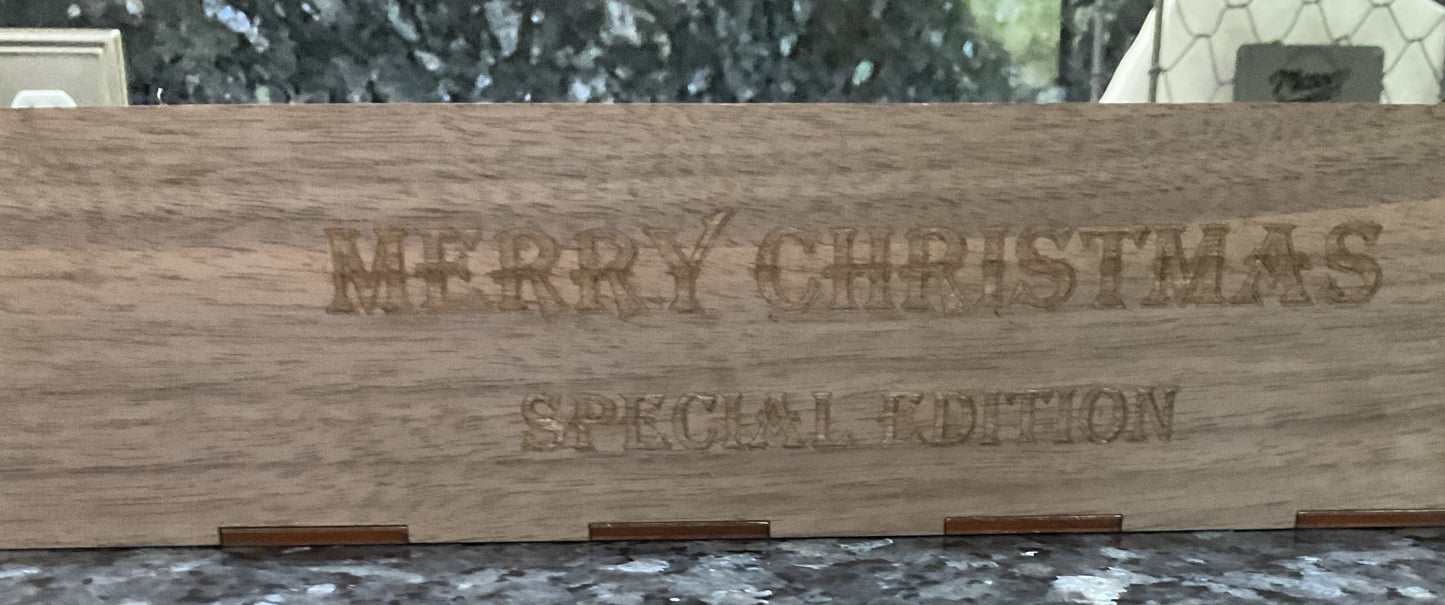 MERRY CHRISTMAS
SPECIAL EDITION